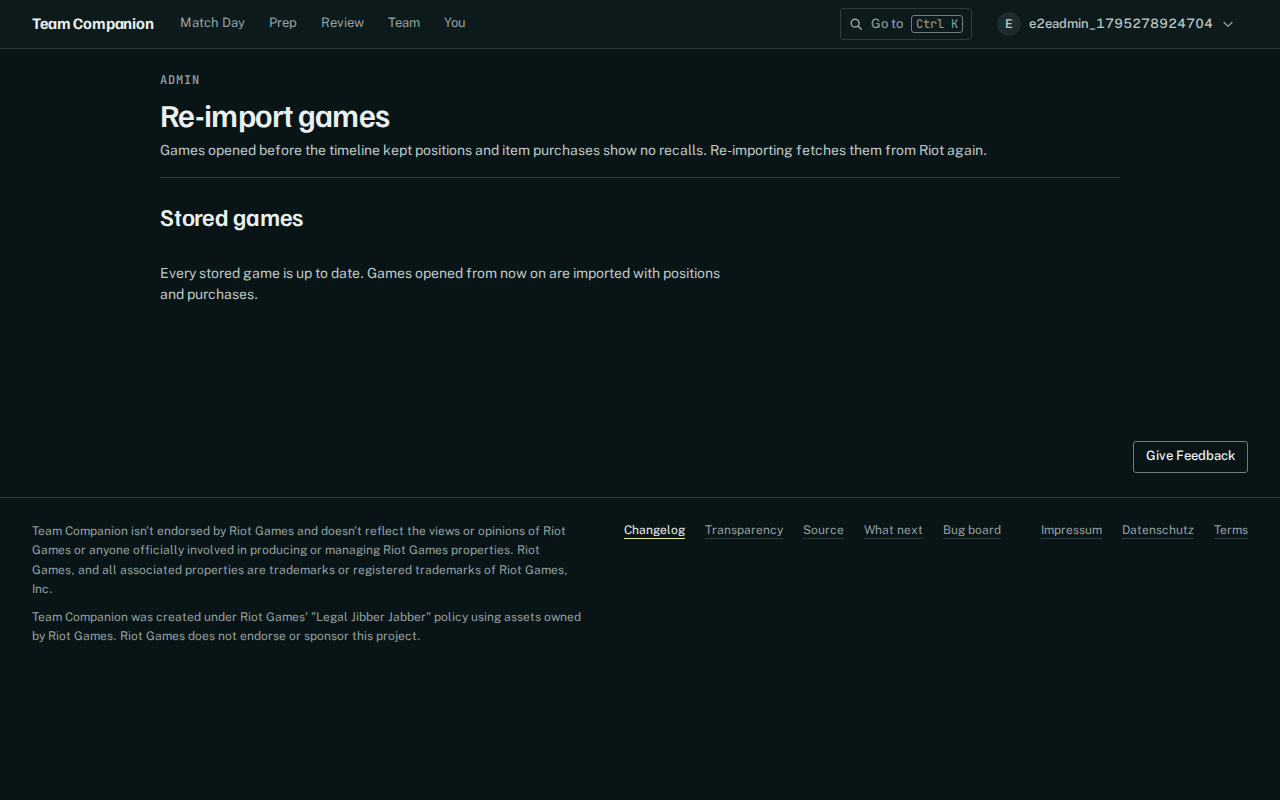 Team Companion Match Day Prep Review Team You Go to Ctrl K E e2eadmin_1795278924704
ADMIN
Re-import games
Games opened before the timeline kept positions and item purchases show no recalls. Re-importing fetches them from Riot again.
Stored games
Every stored game is up to date. Games opened from now on are imported with positions
and purchases.
Give Feedback
Team Companion isn't endorsed by Riot Games and doesn't reflect the views or opinions of Riot
Games or anyone officially involved in producing or managing Riot Games properties. Riot
Games, and all associated properties are trademarks or registered trademarks of Riot Games,
Inc.
Team Companion was created under Riot Games' "Legal Jibber Jabber" policy using assets owned
by Riot Games. Riot Games does not endorse or sponsor this project.
Changelog Transparency Source What next Bug board Impressum Datenschutz Terms